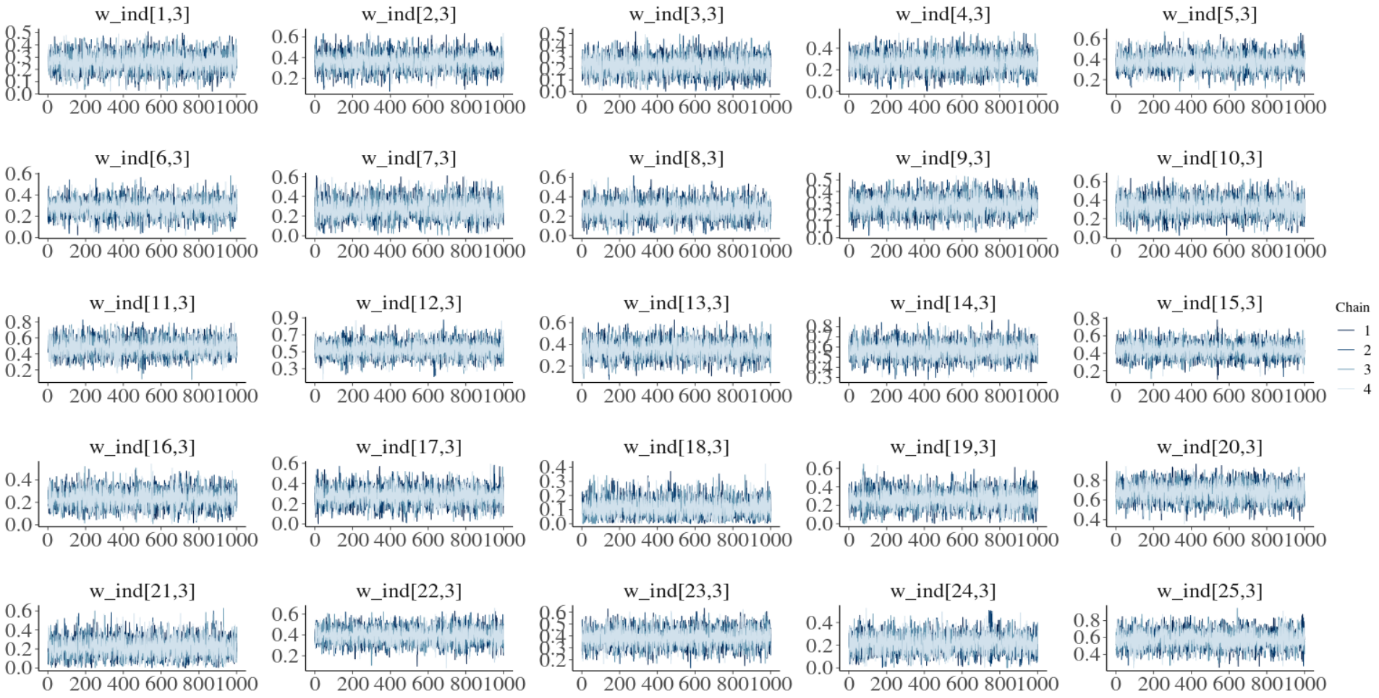 w_ind[1,3] w_ind[2,3] w_ind[3,3] w_ind[4,3] w_ind[5,3]
0.5 0.6 0.5 0.4 0.6
0.4 0.4 0.4 0.2 0.4
0.3 0.2 0.3 0.0 0.2
0.2 0.2
0.1 0.1
0.0 0.0
0 200 400 600 8001000 0 200 400 600 8001000 0 200 400 600 8001000 0 200 400 600 8001000 0 200 400 600 8001000
w_ind[6,3] w_ind[7,3] w_ind[8,3] w_ind[9,3] w_ind[10,3]
0.6 0.6 0.6 0.5 0.6
0.4 0.4 0.4 0.4 0.4
0.2 0.2 0.2 0.3 0.2
0.0 0.0 0.0 0.2 0.0
0.1
0.0
0 200 400 600 8001000 0 200 400 600 8001000 0 200 400 600 8001000 0 200 400 600 8001000 0 200 400 600 8001000
w_ind[11,3] w_ind[12,3] w_ind[13,3] w_ind[14,3] w_ind[15,3]
0.8 0.9 0.6 0.8 0.8
0.6 0.7 0.4 0.7 0.6
0.4 0.5 0.2 0.6 0.4
0.2 0.3 0.5 0.2
0.4
0.3
Chain
1
2
3
4
0 200 400 600 8001000 0 200 400 600 8001000 0 200 400 600 8001000 0 200 400 600 8001000 0 200 400 600 8001000
w_ind[16,3] w_ind[17,3] w_ind[18,3] w_ind[19,3] w_ind[20,3]
0.4 0.6 0.4 0.6 0.8
0.2 0.4 0.3 0.4 0.6
0.0 0.2 0.2 0.2 0.4
0.0 0.1 0.0
0.0
0 200 400 600 8001000 0 200 400 600 8001000 0 200 400 600 8001000 0 200 400 600 8001000 0 200 400 600 8001000
w_ind[21,3] w_ind[22,3] w_ind[23,3] w_ind[24,3] w_ind[25,3]
0.6 0.6 0.6 0.4 0.8
0.4 0.4 0.5 0.2 0.6
0.2 0.2 0.4 0.0 0.4
0.0 0.3
0.2
0 200 400 600 8001000 0 200 400 600 8001000 0 200 400 600 8001000 0 200 400 600 8001000 0 200 400 600 8001000